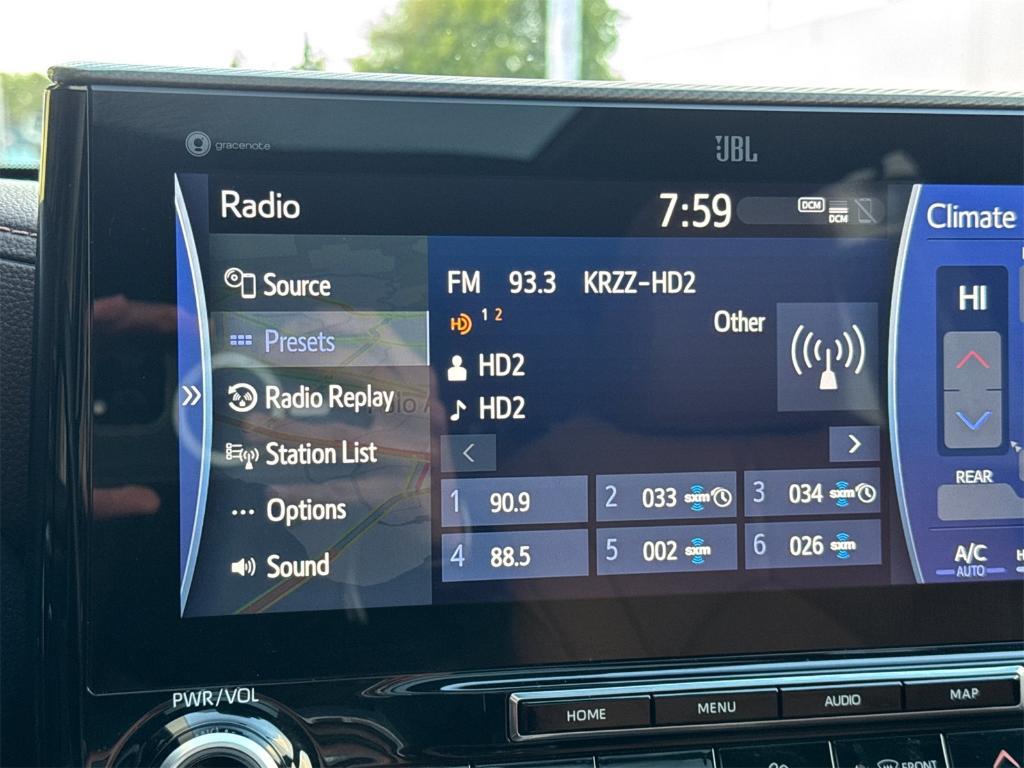 gracenote
JBL
Radio
7:59
DCM
DCM
Climate
Source
FM 93.3 KRZZ-HD2
HI
HD 1 2
Other
Presets
HD2
Radio Replay
HD2
Station List
REAR
1 90.9
2 033 sxm
3 034 sxm
Options
4 88.5
5 002 sxm
6 026 sxm
A/C
AUTO
Sound
PWR/VOL
HOME
MENU
AUDIO
MAP
FRONT